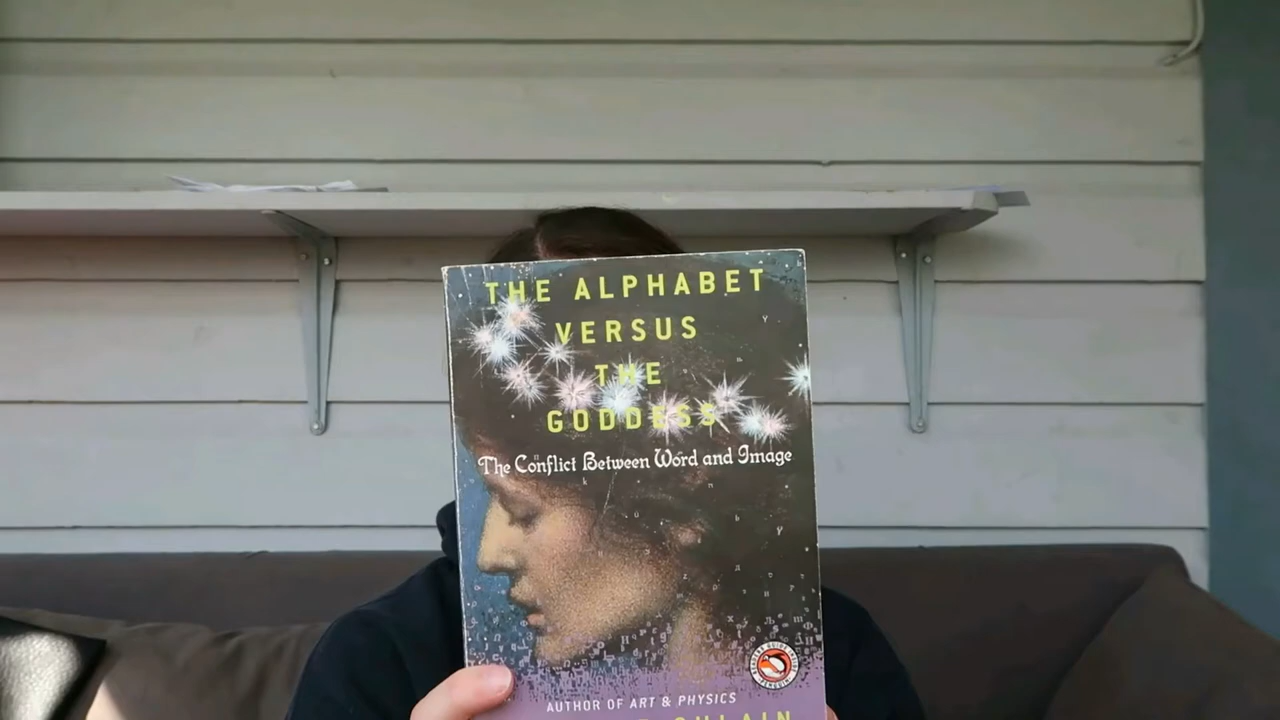 THE ALPHABET
VERSUS
THE
GODDESS
The Conflict Between Word and Image
AUTHOR OF ART & PHYSICS